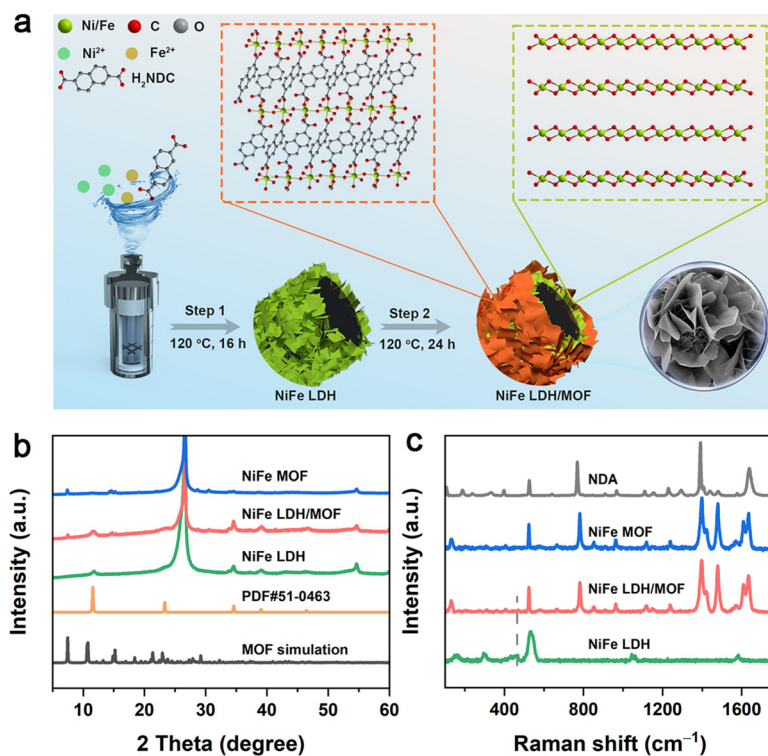 a
Ni/Fe C O
Ni²⁺ Fe²⁺
H₂NDC
Step 1
120 °C, 16 h
NiFe LDH
Step 2
120 °C, 24 h
NiFe LDH/MOF
b
Intensity (a.u.)
NiFe MOF
NiFe LDH/MOF
NiFe LDH
PDF#51-0463
MOF simulation
10 20 30 40 50 60
2 Theta (degree)
c
Intensity (a.u.)
NDA
NiFe MOF
NiFe LDH/MOF
NiFe LDH
400 800 1200 1600
Raman shift (cm⁻¹)